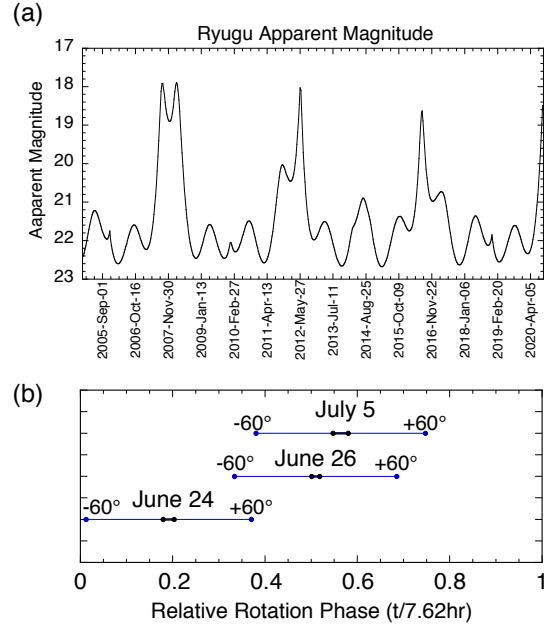 (a)
Ryugu Apparent Magnitude
17
18
19
20
21
22
23
Aapparent Magnitude
2005-Sep-01
2006-Oct-16
2007-Nov-30
2009-Jan-13
2010-Feb-27
2011-Apr-13
2012-May-27
2013-Jul-11
2014-Aug-25
2015-Oct-09
2016-Nov-22
2018-Jan-06
2019-Feb-20
2020-Apr-05
(b)
July 5
-60° +60°
June 26
-60° +60°
June 24
-60° +60°
0 0.2 0.4 0.6 0.8 1
Relative Rotation Phase (t/7.62hr)